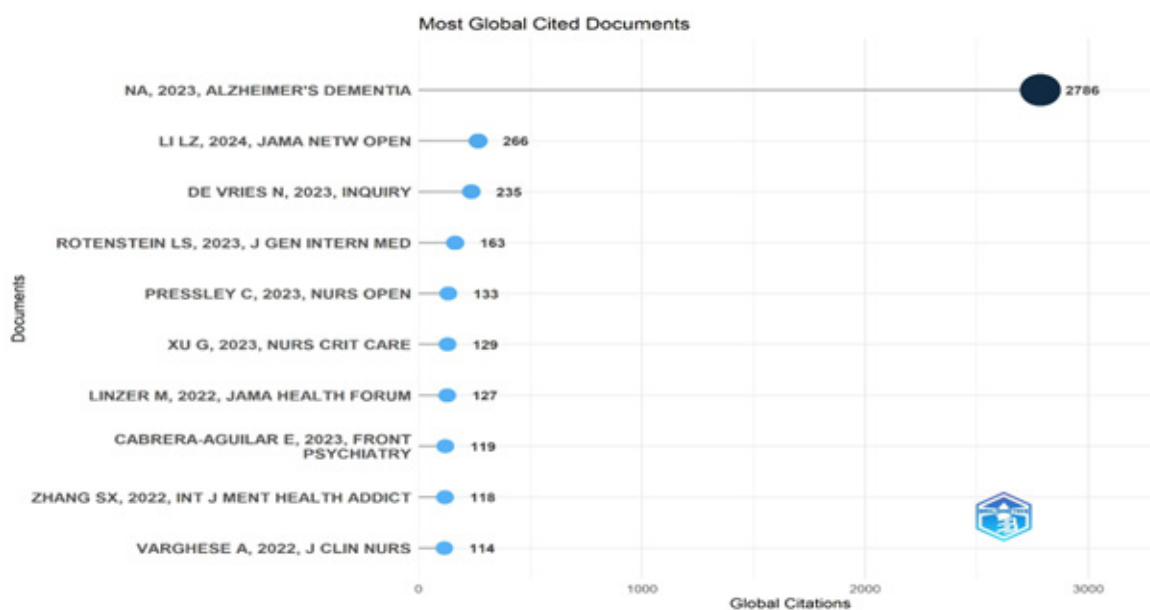 Most Global Cited Documents
NA, 2023, ALZHEIMER'S DEMENTIA
2786
LI LZ, 2024, JAMA NETW OPEN
266
DE VRIES N, 2023, INQUIRY
235
ROTENSTEIN LS, 2023, J GEN INTERN MED
163
PRESSLEY C, 2023, NURS OPEN
133
XU G, 2023, NURS CRIT CARE
129
LINZER M, 2022, JAMA HEALTH FORUM
127
CABRERA-AGUILAR E, 2023, FRONT
PSYCHIATRY
119
ZHANG SX, 2022, INT J MENT HEALTH ADDICT
118
VARGHESE A, 2022, J CLIN NURS
114
Documents
0
1000
2000
3000
Global Citations